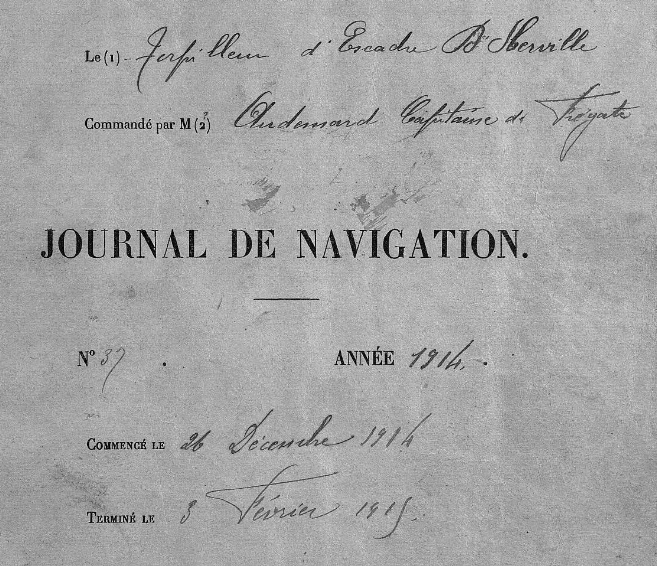 Le (1) Torpilleur d'Escadre D'Iberville
Commandé par M (2) Audemard Capitaine de Frégate
JOURNAL DE NAVIGATION.
N° 37. ANNÉE 1914.
COMMENCÉ LE 26 Décembre 1914
TERMINÉ LE 3 Février 1915.